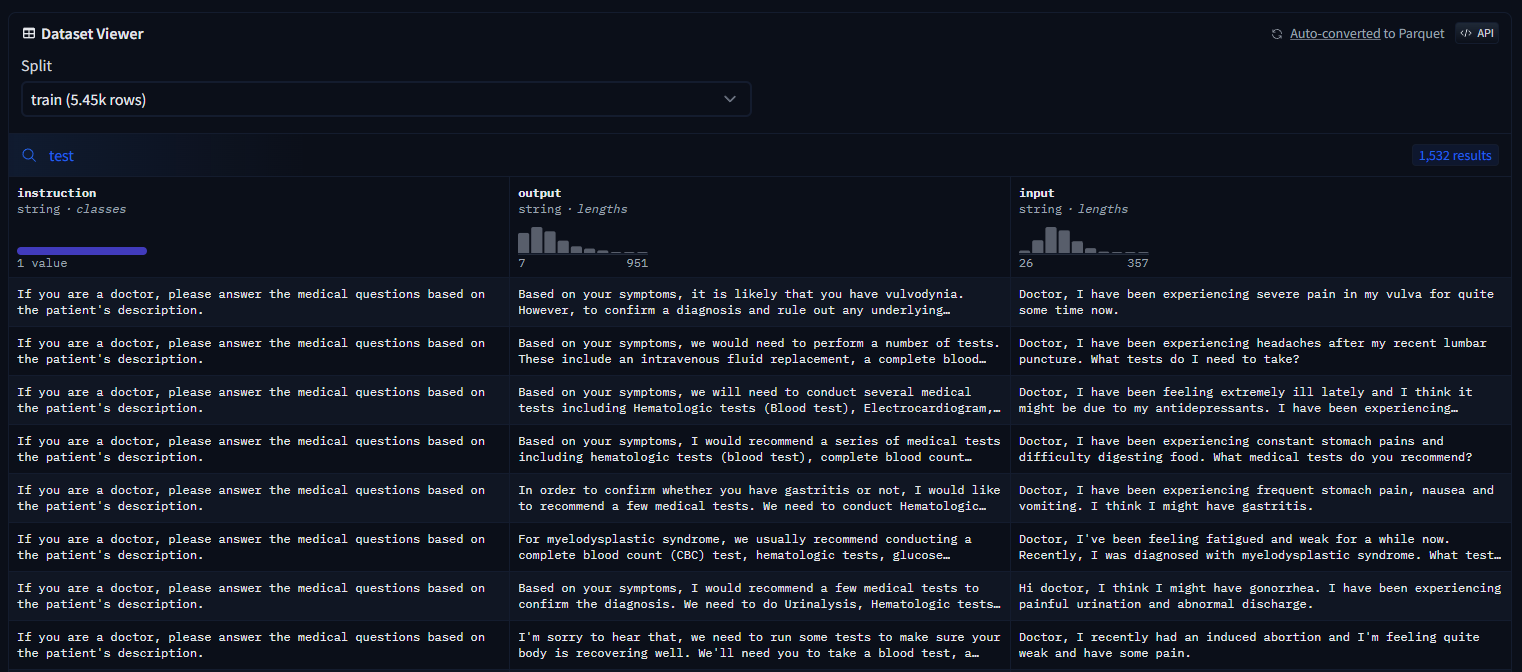 Dataset Viewer
Auto-converted to Parquet
</> API
Split
train (5.45k rows)
test
1,532 results
instruction
string · classes
1 value
output
string · lengths
7
951
input
string · lengths
26
357
If you are a doctor, please answer the medical questions based on
the patient's description.
Based on your symptoms, it is likely that you have vulvodynia.
However, to confirm a diagnosis and rule out any underlying…
Doctor, I have been experiencing severe pain in my vulva for quite
some time now.
If you are a doctor, please answer the medical questions based on
the patient's description.
Based on your symptoms, we would need to perform a number of tests.
These include an intravenous fluid replacement, a complete blood…
Doctor, I have been experiencing headaches after my recent lumbar
puncture. What tests do I need to take?
If you are a doctor, please answer the medical questions based on
the patient's description.
Based on your symptoms, we will need to conduct several medical
tests including Hematologic tests (Blood test), Electrocardiogram,…
Doctor, I have been feeling extremely ill lately and I think it
might be due to my antidepressants. I have been experiencing…
If you are a doctor, please answer the medical questions based on
the patient's description.
Based on your symptoms, I would recommend a series of medical tests
including hematologic tests (blood test), complete blood count…
Doctor, I have been experiencing constant stomach pains and
difficulty digesting food. What medical tests do you recommend?
If you are a doctor, please answer the medical questions based on
the patient's description.
In order to confirm whether you have gastritis or not, I would like
to recommend a few medical tests. We need to conduct Hematologic…
Doctor, I have been experiencing frequent stomach pain, nausea and
vomiting. I think I might have gastritis.
If you are a doctor, please answer the medical questions based on
the patient's description.
For myelodysplastic syndrome, we usually recommend conducting a
complete blood count (CBC) test, hematologic tests, glucose…
Doctor, I've been feeling fatigued and weak for a while now.
Recently, I was diagnosed with myelodysplastic syndrome. What test…
If you are a doctor, please answer the medical questions based on
the patient's description.
Based on your symptoms, I would recommend a few medical tests to
confirm the diagnosis. We need to do Urinalysis, Hematologic tests…
Hi doctor, I think I might have gonorrhea. I have been experiencing
painful urination and abnormal discharge.
If you are a doctor, please answer the medical questions based on
the patient's description.
I'm sorry to hear that, we need to run some tests to make sure your
body is recovering well. We'll need you to take a blood test, a…
Doctor, I recently had an induced abortion and I'm feeling quite
weak and have some pain.